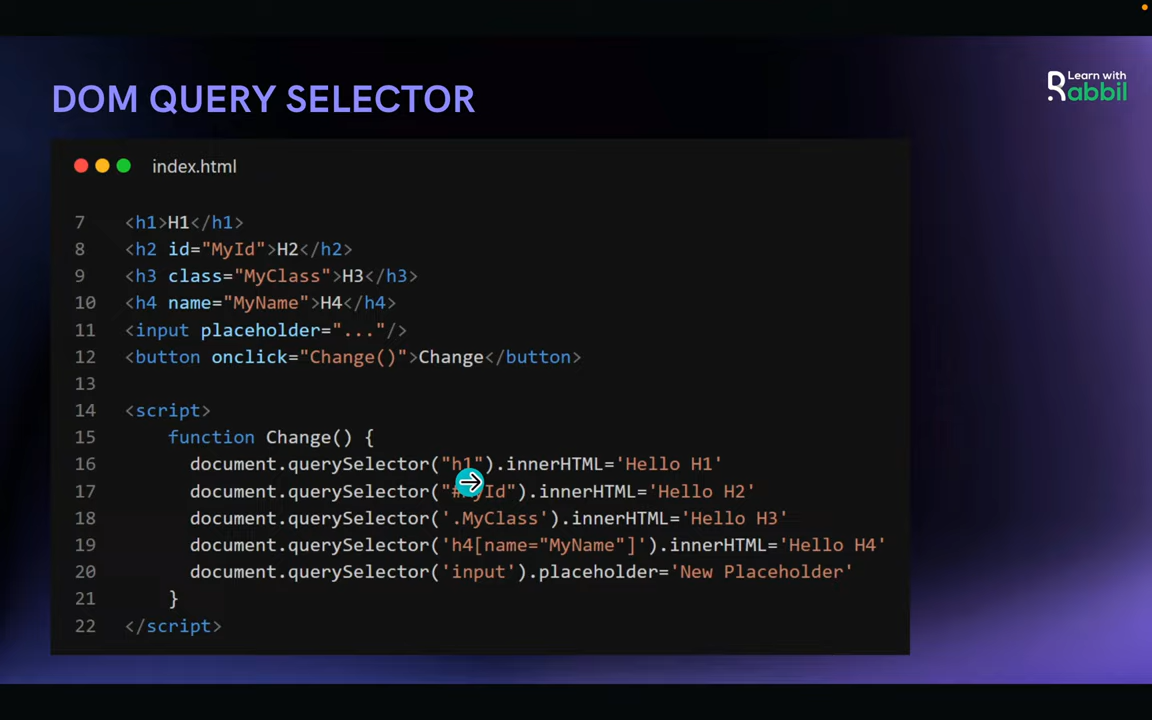 DOM QUERY SELECTOR
Learn with
Rabbil
index.html
7 <h1>H1</h1>
8 <h2 id="MyId">H2</h2>
9 <h3 class="MyClass">H3</h3>
10 <h4 name="MyName">H4</h4>
11 <input placeholder="..."/>
12 <button onclick="Change()">Change</button>
13
14 <script>
15 function Change() {
16 document.querySelector("h1").innerHTML='Hello H1'
17 document.querySelector("#MyId").innerHTML='Hello H2'
18 document.querySelector('.MyClass').innerHTML='Hello H3'
19 document.querySelector('h4[name="MyName"]').innerHTML='Hello H4'
20 document.querySelector('input').placeholder='New Placeholder'
21 }
22 </script>